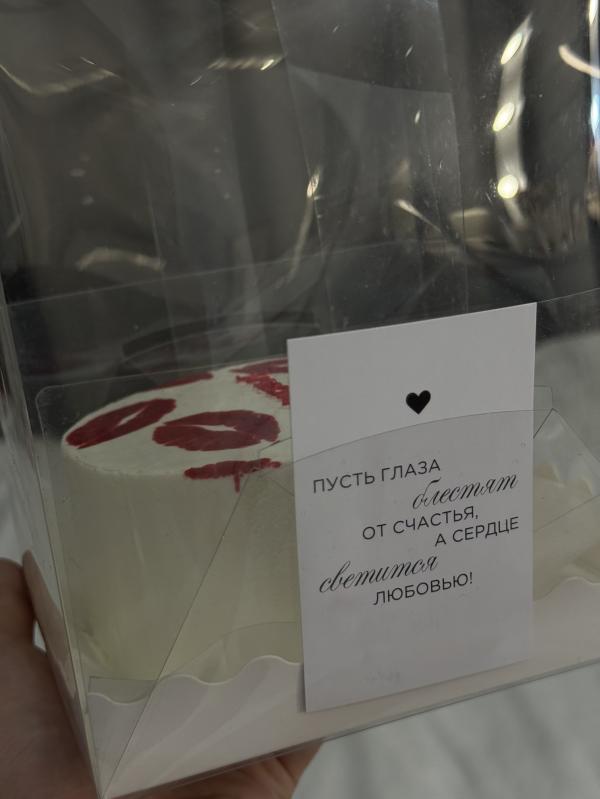 ПУСТЬ ГЛАЗА
блестят
ОТ СЧАСТЬЯ,
А СЕРДЦЕ
светится
ЛЮБОВЬЮ!